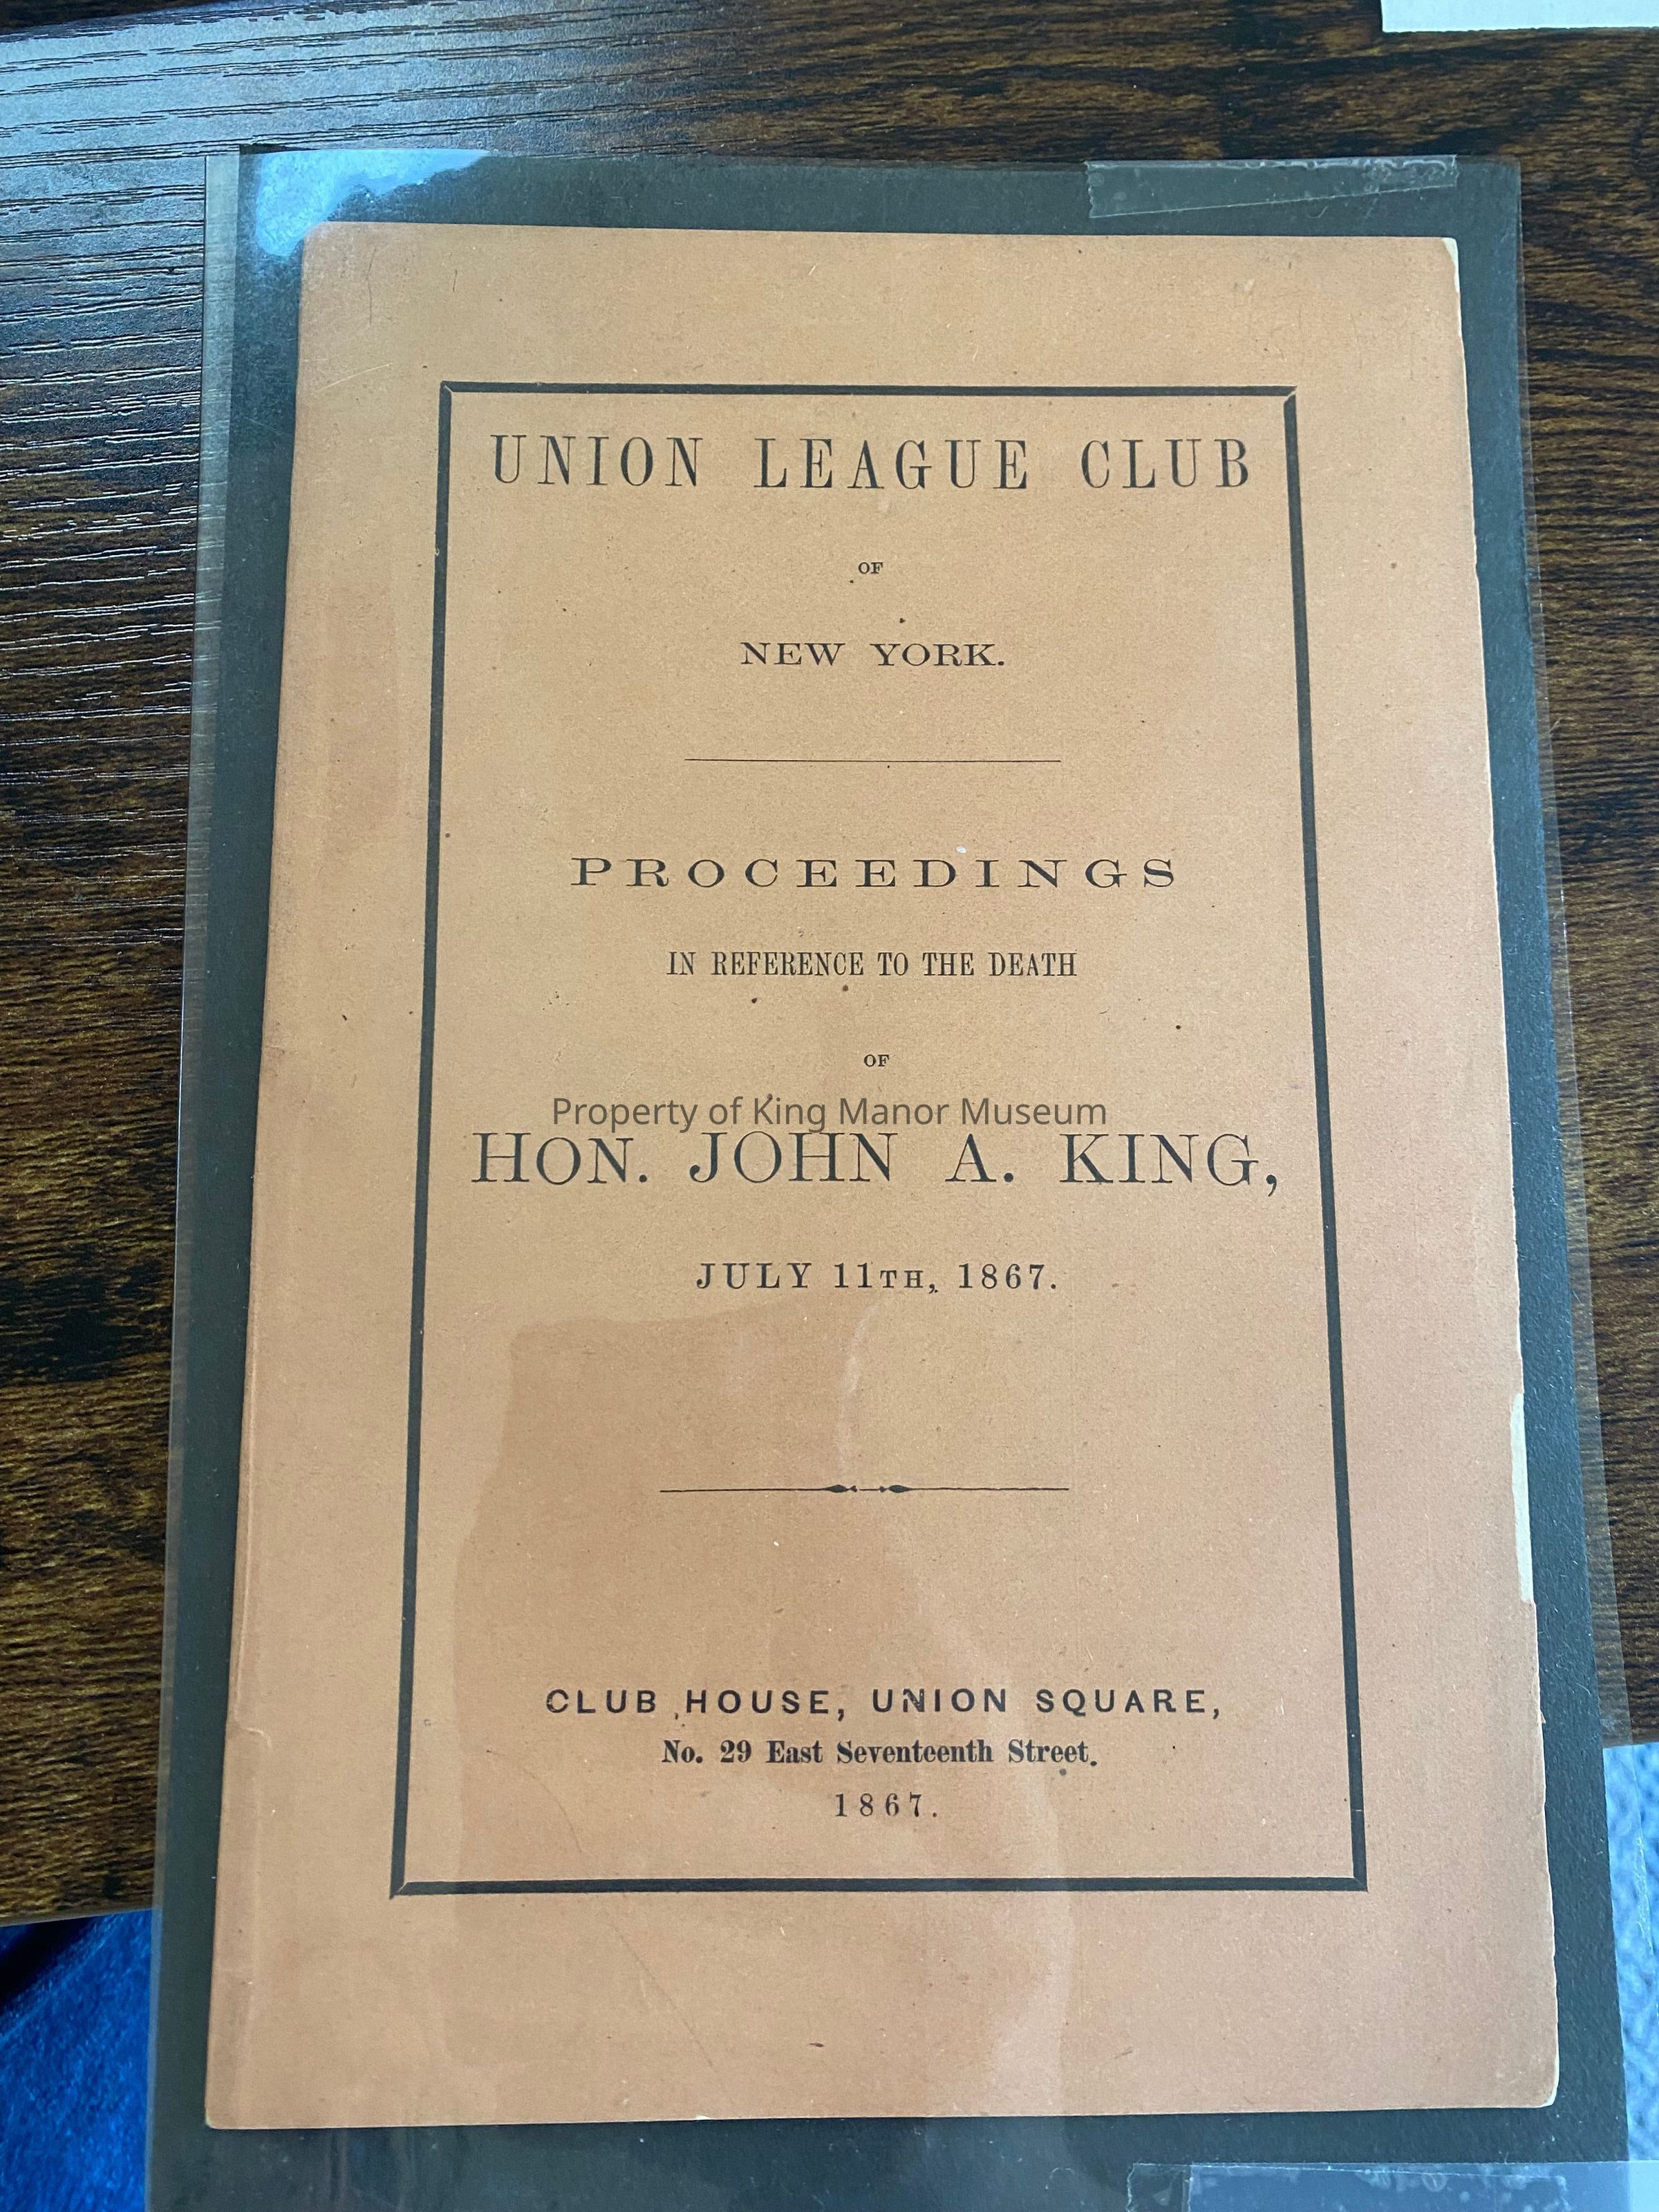 UNION LEAGUE CLUB
OF
NEW YORK.
PROCEEDINGS
IN REFERENCE TO THE DEATH
OF
Property of King Manor Museum
HON. JOHN A. KING,
JULY 11TH, 1867.
CLUB HOUSE, UNION SQUARE,
No. 29 East Seventeenth Street.
1867.